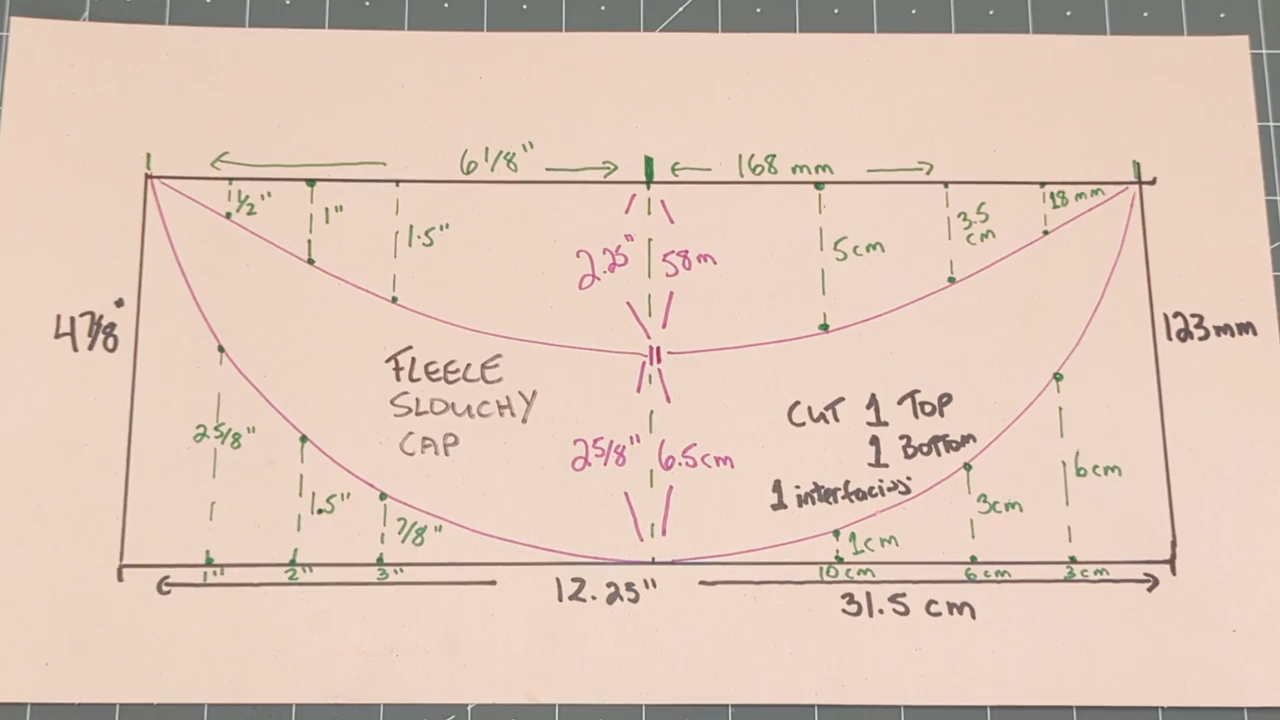 6 1/8" 168 mm
1/2" 1" 1.5" 5cm 3.5 cm 18 mm
2.25" 58m
4 7/8" 123mm
FLEECE
SLOUCHY
CAP
CUT 1 TOP
1 BOTTOM
1 interfacing
2 5/8" 6.5cm
2 5/8" 1.5" 7/8" 1cm 3cm 6cm
1" 2" 3" 10cm 6cm 3cm
12.25" 31.5 cm